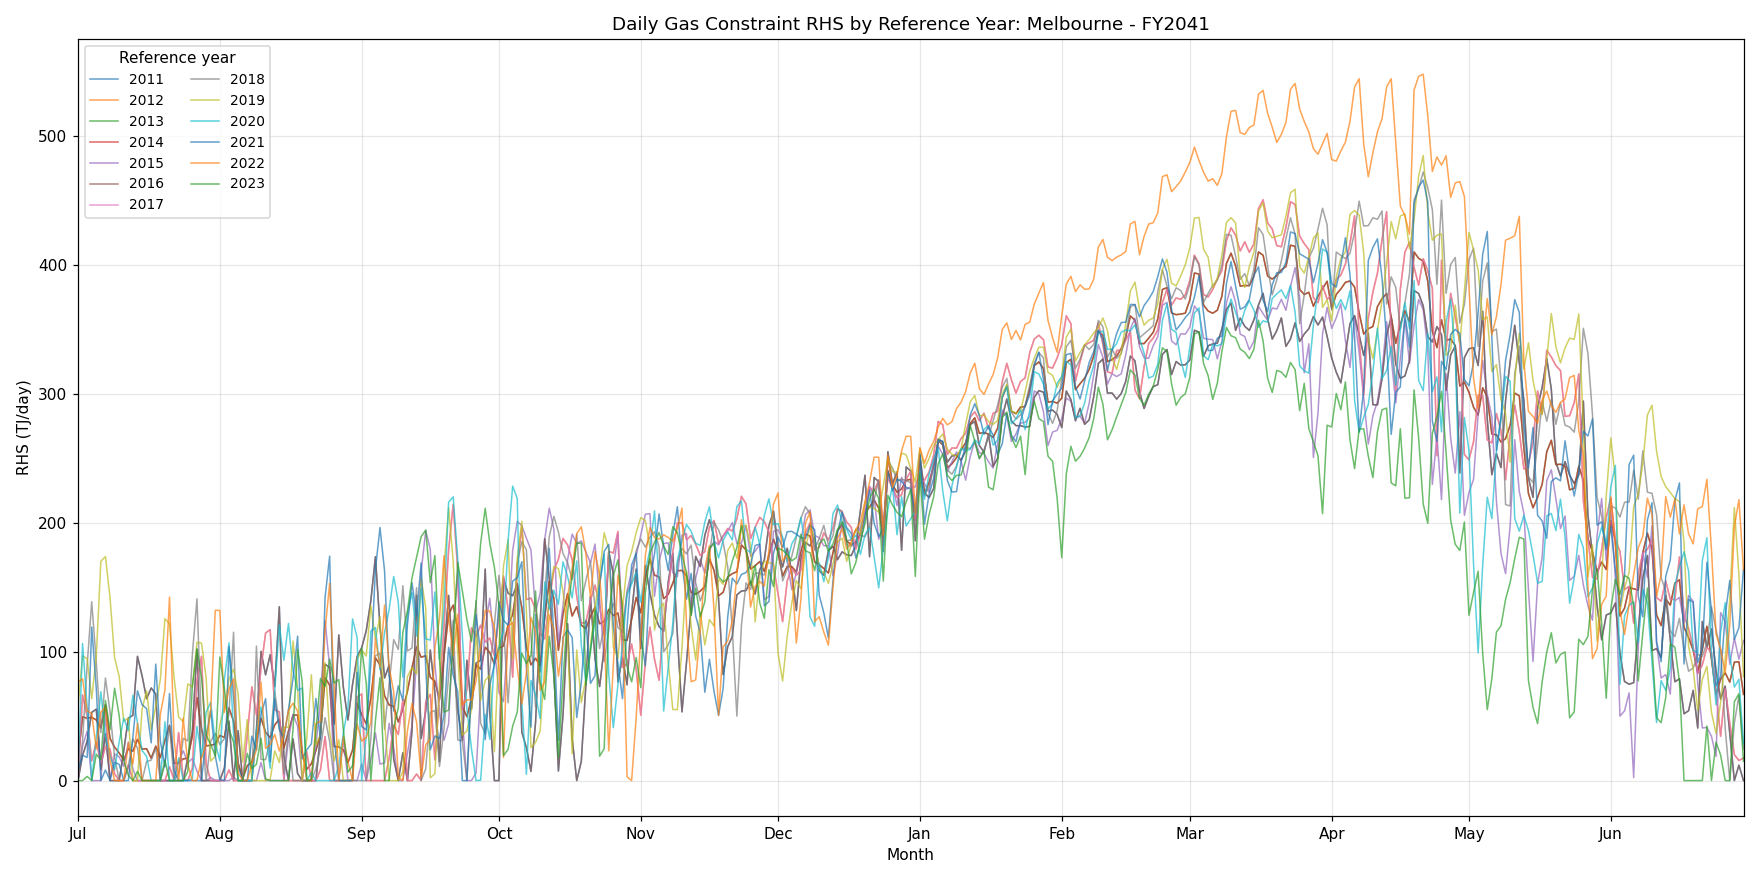 Daily Gas Constraint RHS by Reference Year: Melbourne - FY2041
Reference year
2011 2018
2012 2019
2013 2020
2014 2021
2015 2022
2016 2023
2017
RHS (TJ/day)
500
400
300
200
100
0
Jul Aug Sep Oct Nov Dec Jan Feb Mar Apr May Jun
Month